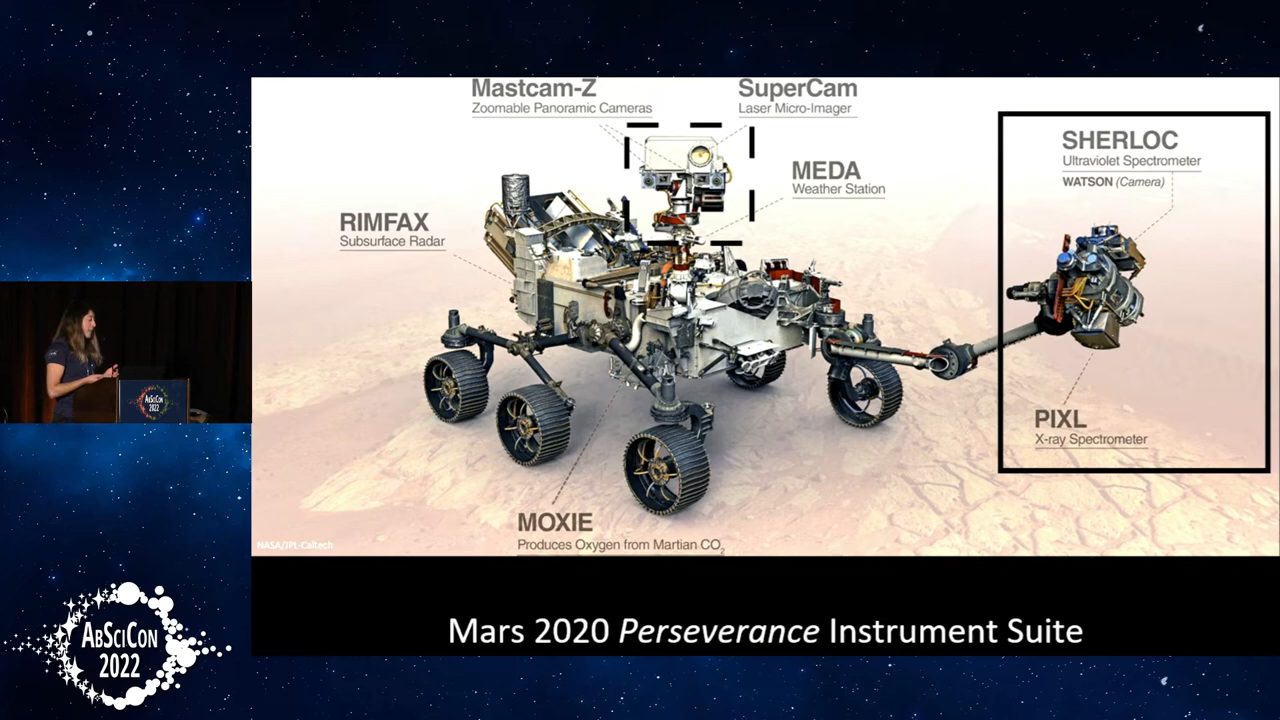 Mastcam-Z
Zoomable Panoramic Cameras
SuperCam
Laser Micro-Imager
MEDA
Weather Station
RIMFAX
Subsurface Radar
SHERLOC
Ultraviolet Spectrometer
WATSON (Camera)
PIXL
X-ray Spectrometer
MOXIE
Produces Oxygen from Martian CO2
NASA/JPL-Caltech
Mars 2020 Perseverance Instrument Suite
ABSCICON
2022
ABSCICON
2022